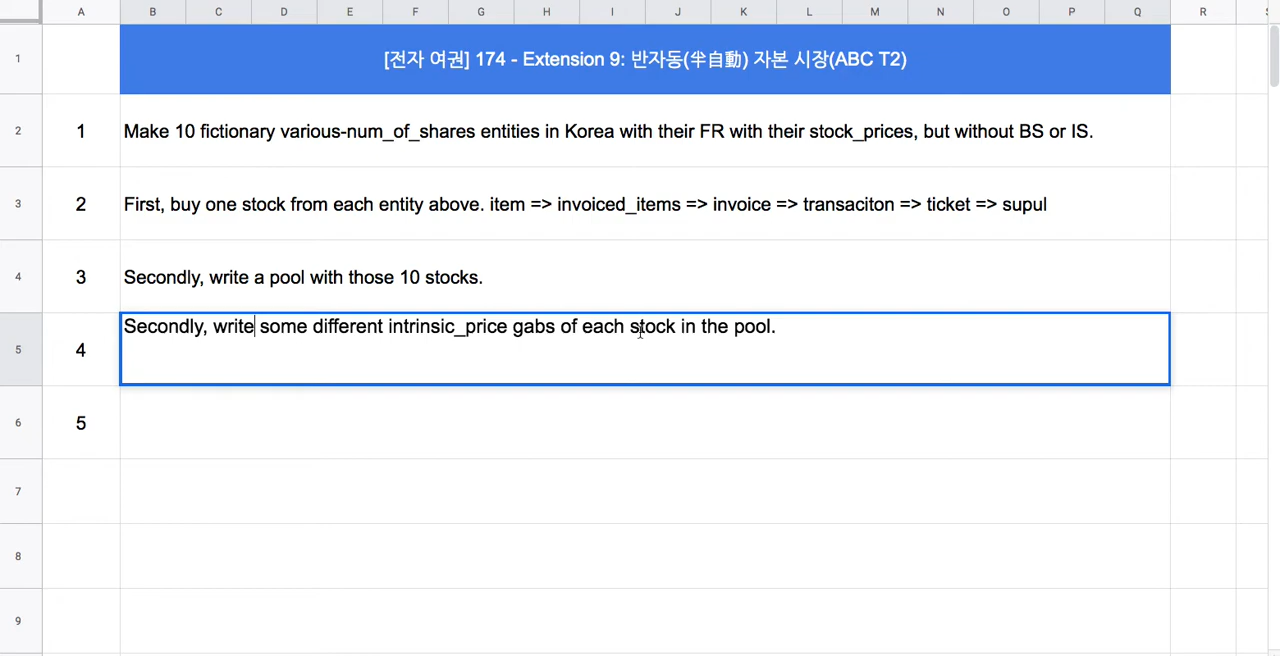 A B C D E F G H I J K L M N O P Q R
1 [전자 여권] 174 - Extension 9: 반자동(半自動) 자본 시장(ABC T2)
2 1 Make 10 fictionary various-num_of_shares entities in Korea with their FR with their stock_prices, but without BS or IS.
3 2 First, buy one stock from each entity above. item => invoiced_items => invoice => transaciton => ticket => supul
4 3 Secondly, write a pool with those 10 stocks.
5 4 Secondly, write some different intrinsic_price gabs of each stock in the pool.
6 5
7
8
9